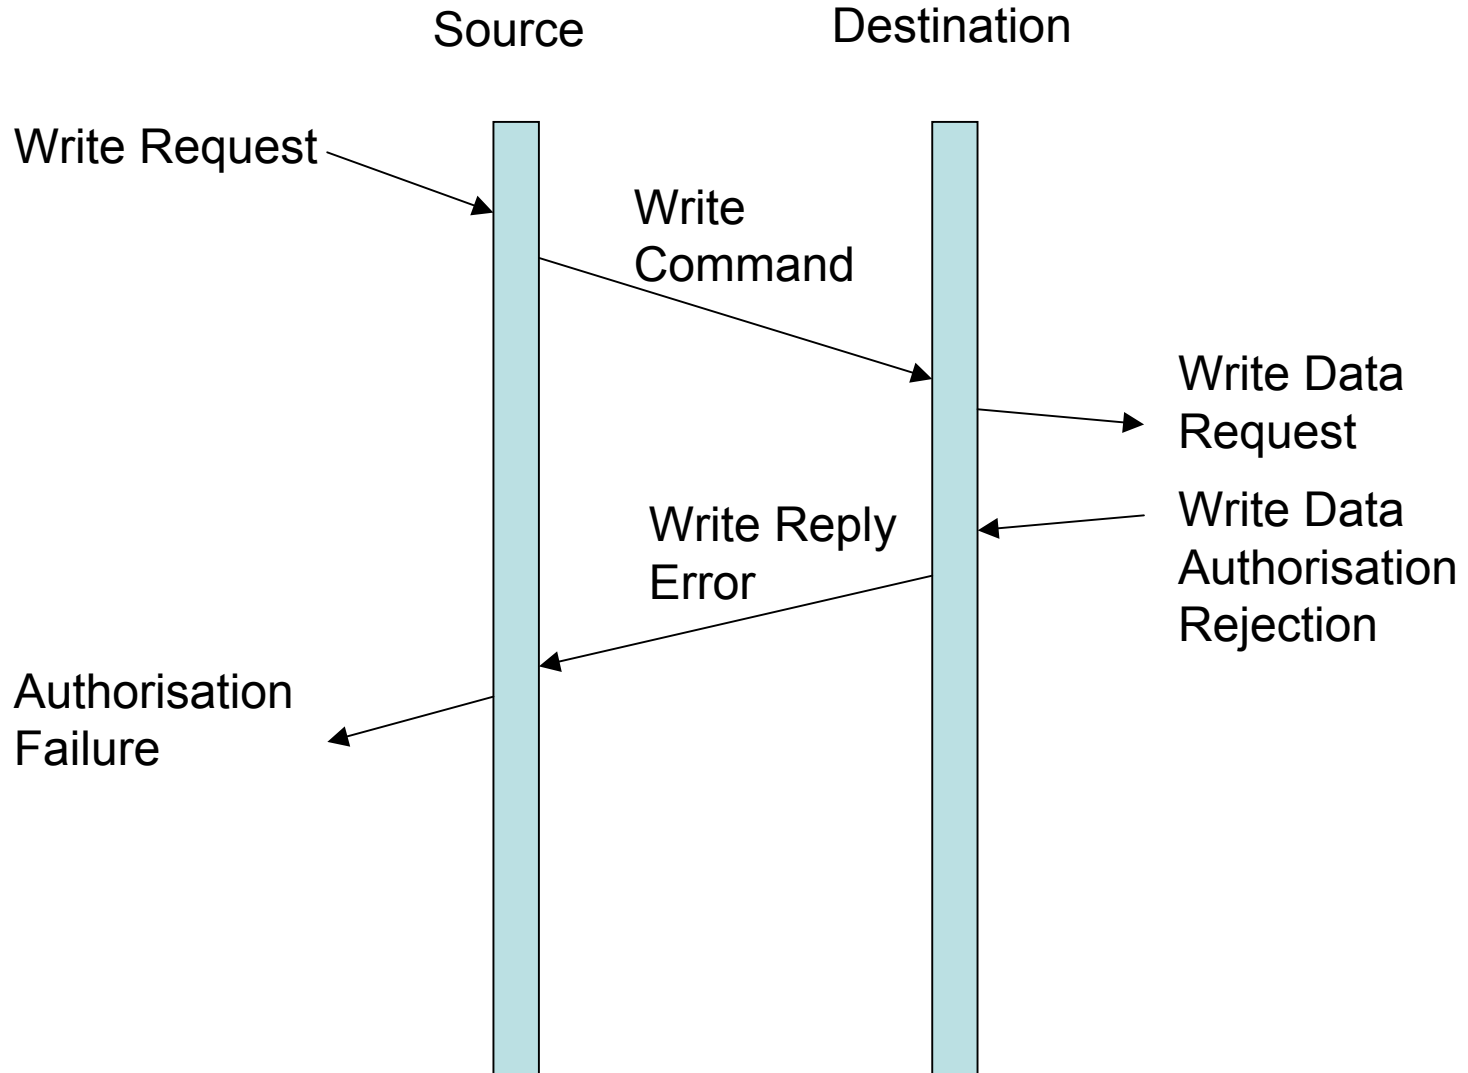 Source
Destination
Write Request
Write
Command
Write Data
Request
Write Data
Authorisation
Rejection
Write Reply
Error
Authorisation
Failure